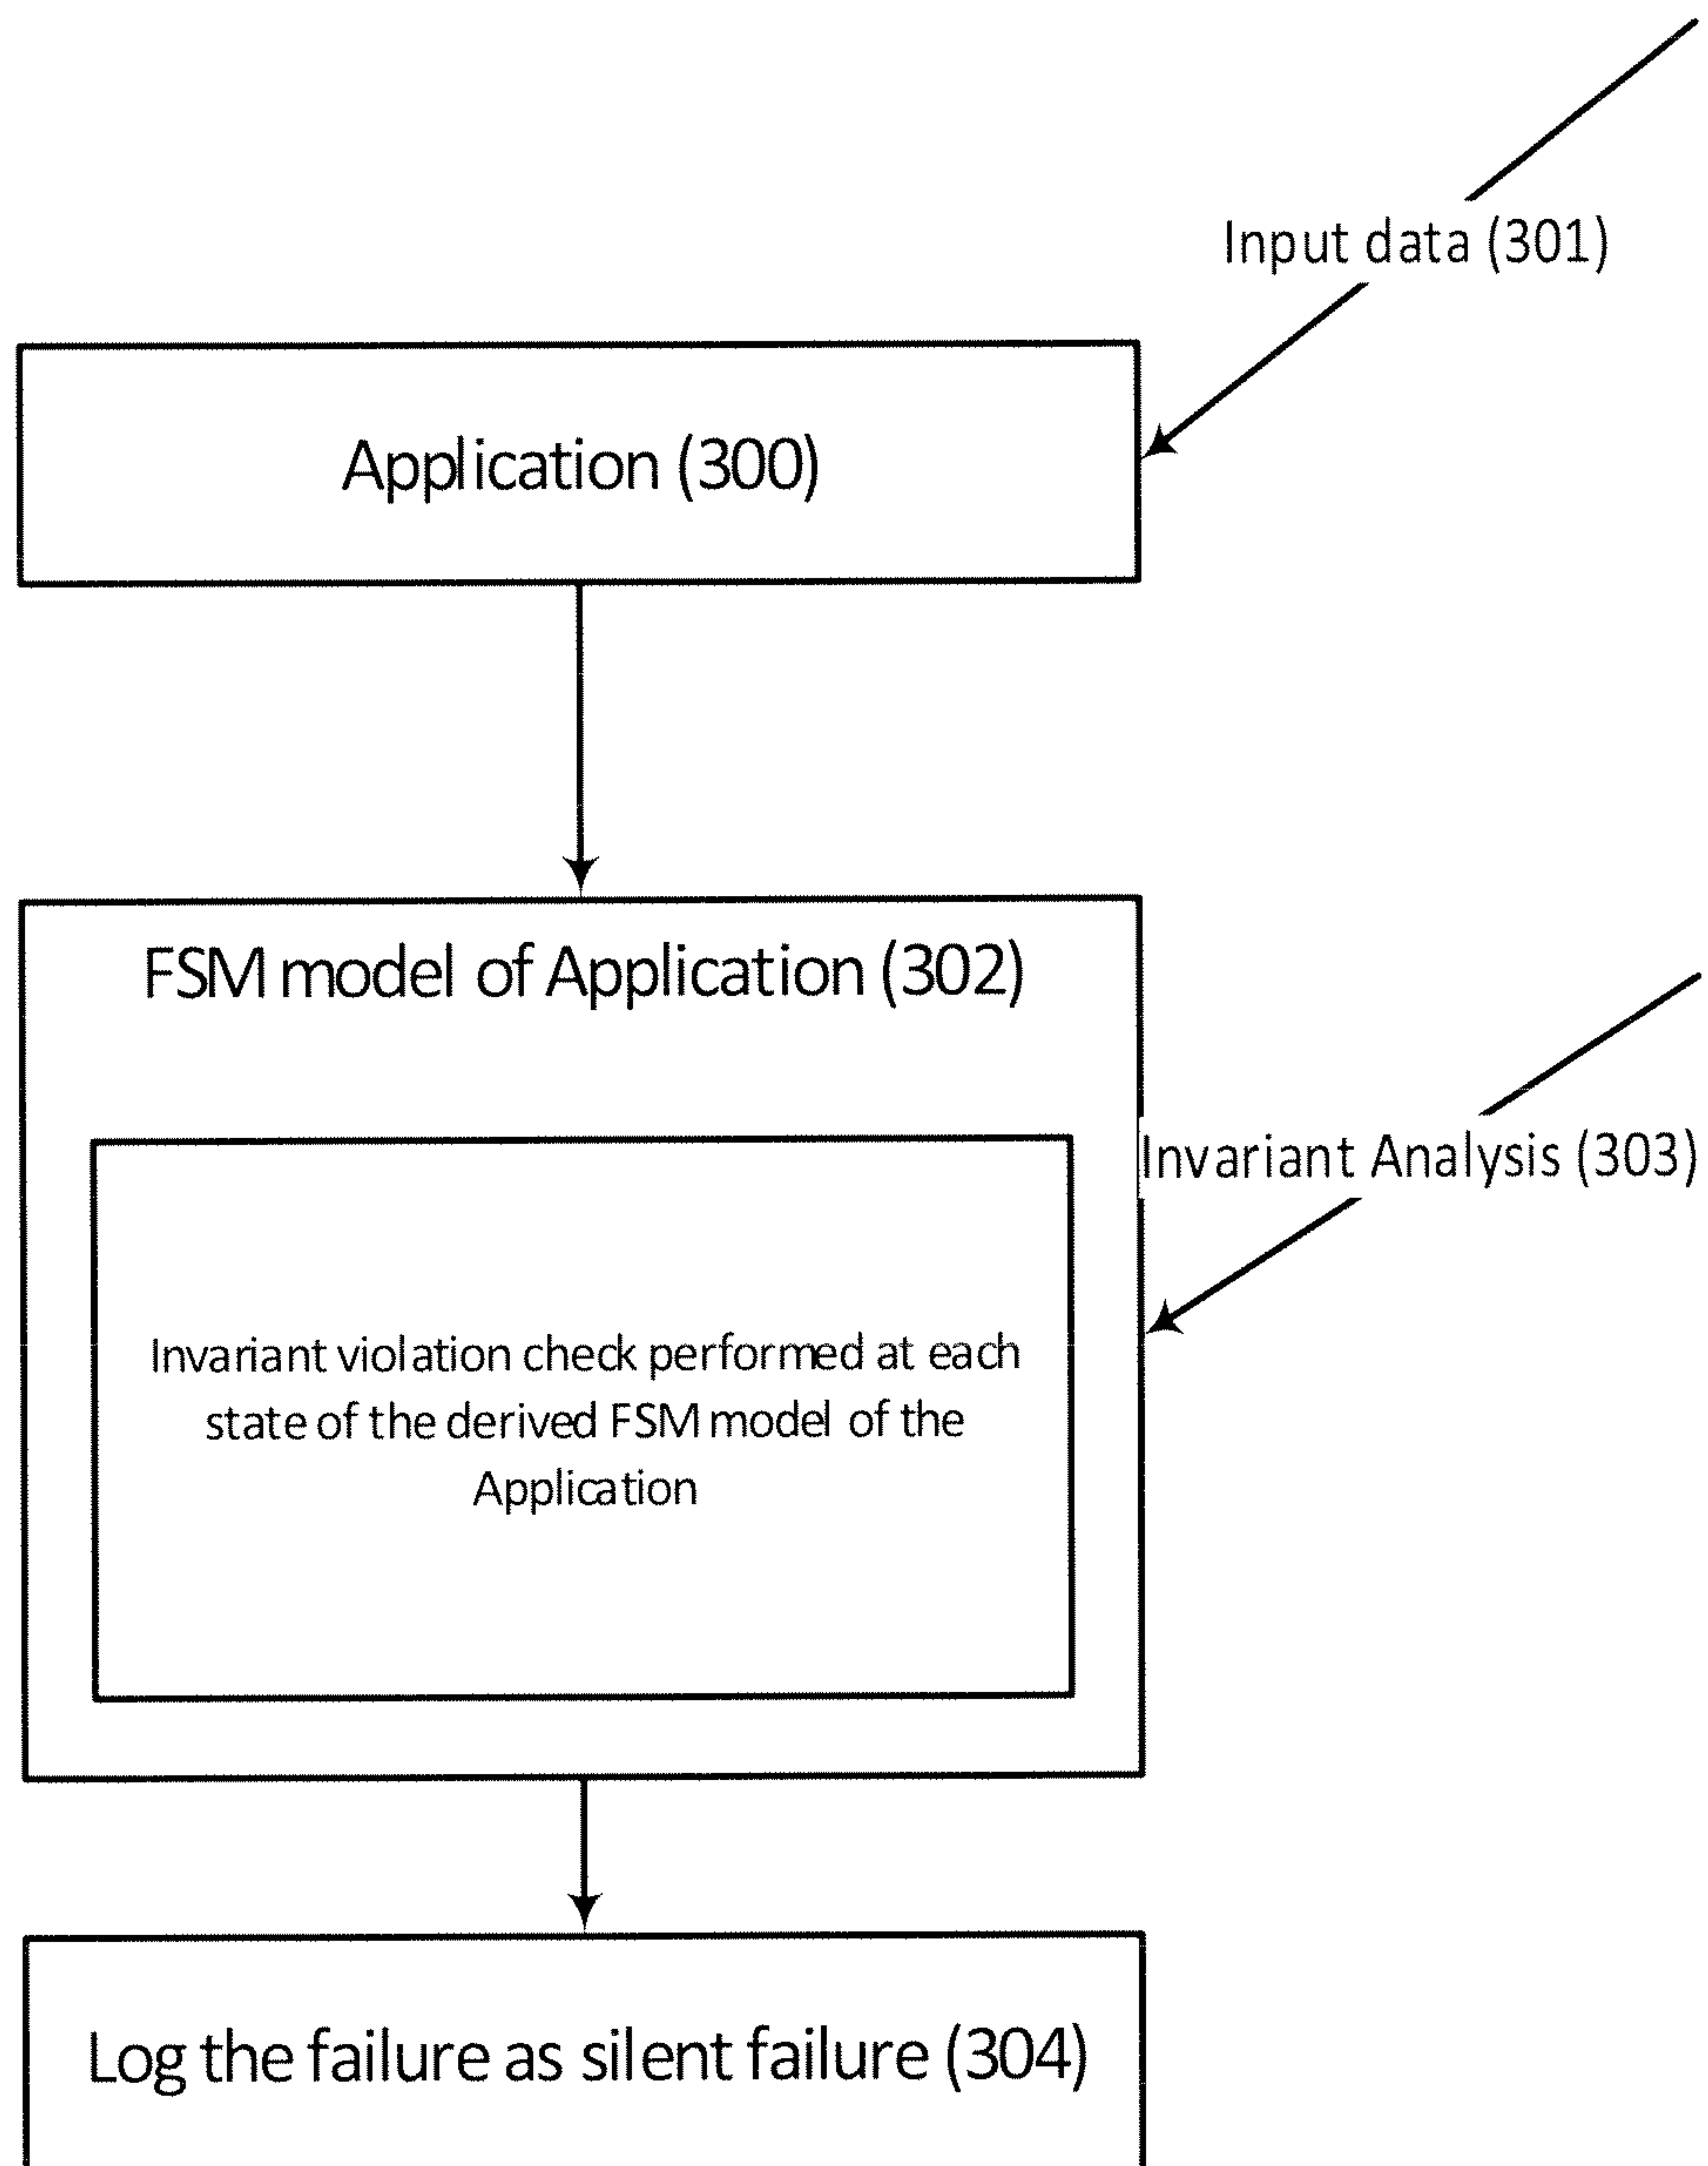 Input data (301)
Application (300)
FSM model of Application (302)
Invariant Analysis (303)
Invariant violation check performed at each
state of the derived FSM model of the
Application
Log the failure as silent failure (304)